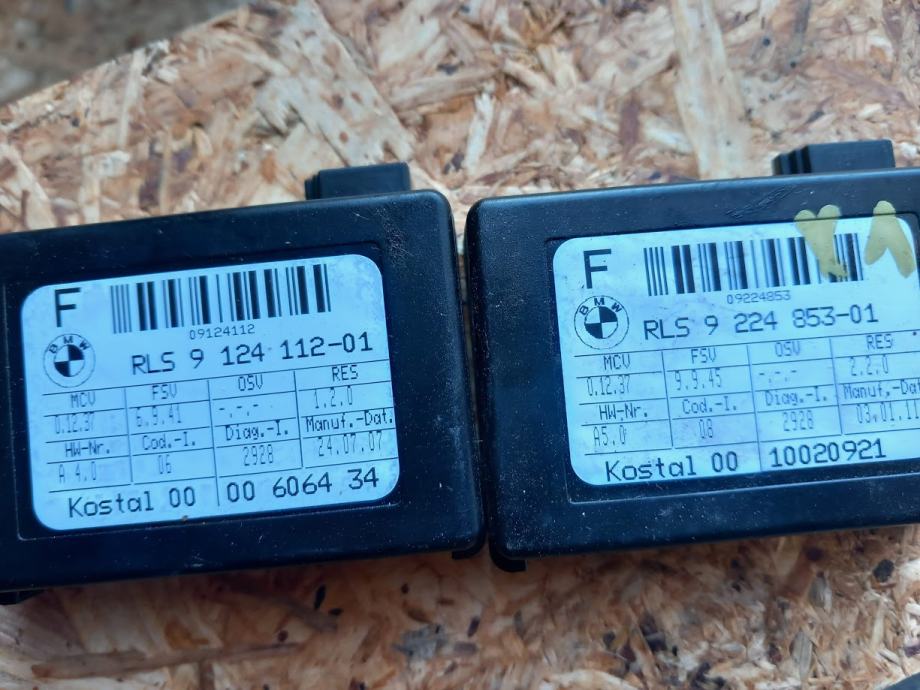 F
09124112
BMW
RLS 9 124 112-01
MCV FSV OSV RES
0.12.37 6.9.41 -.-.- 1.2.0
HW-Nr. Cod.-I. Diag.-I. Manuf.-Dat.
A 4.0 06 2928 24.07.07
Kostal 00 00 6064 34
F
09224853
BMW
RLS 9 224 853-01
MCV FSV OSV RES
0.12.37 9.9.45 -.-.- 2.2.0
HW-Nr. Cod.-I. Diag.-I. Manuf.-Dat.
A5.0 08 2928 03.01.11
Kostal 00 10020921